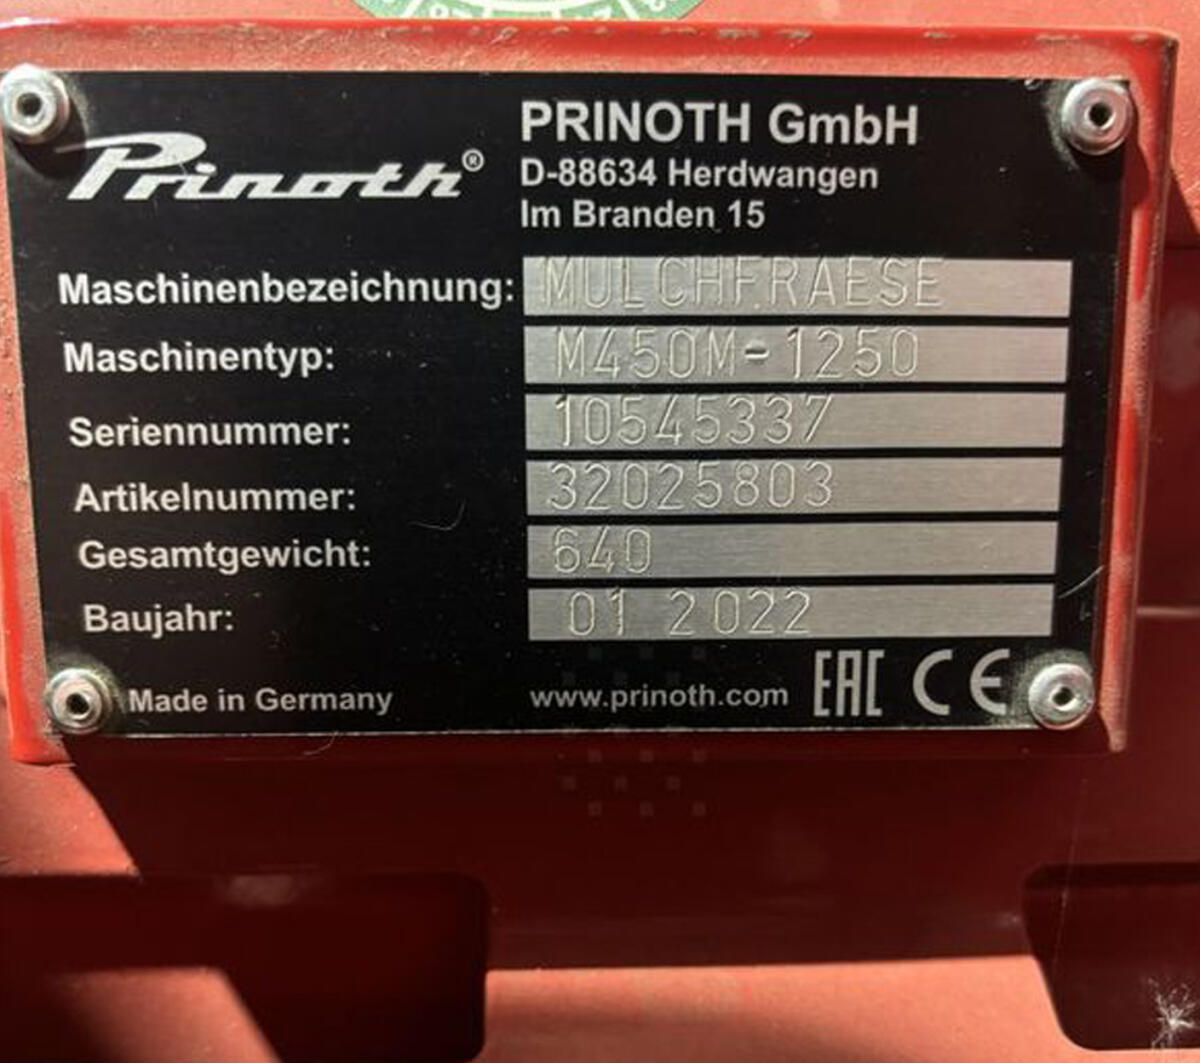 Prinoth®
PRINOTH GmbH
D-88634 Herdwangen
Im Branden 15
Maschinenbezeichnung: MULCHFRAESE
Maschinentyp: M450M-1250
Seriennummer: 10545337
Artikelnummer: 32025803
Gesamtgewicht: 640
Baujahr: 01 2022
Made in Germany www.prinoth.com EAC CE